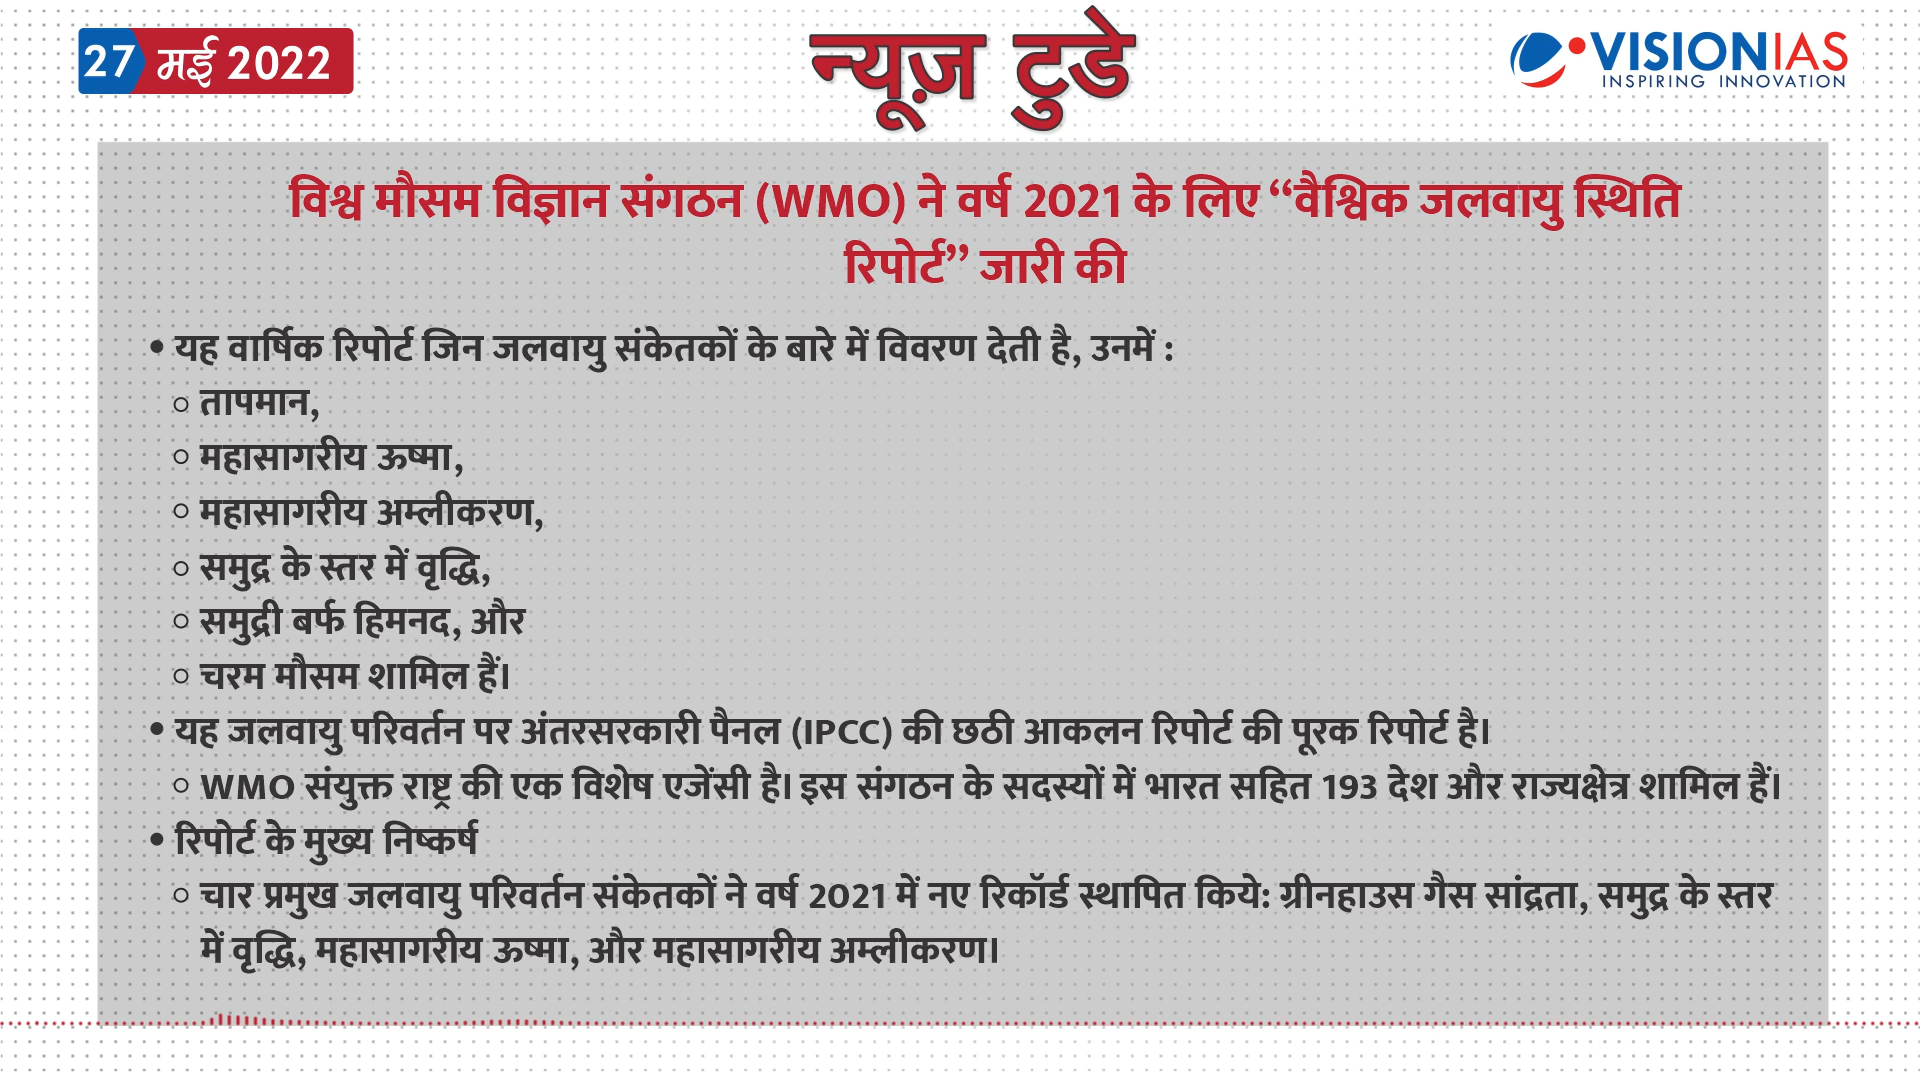 27 मई 2022
न्यूज़ टुडे
VISIONIAS
INSPIRING INNOVATION
विश्व मौसम विज्ञान संगठन (WMO) ने वर्ष 2021 के लिए “वैश्विक जलवायु स्थिति
रिपोर्ट” जारी की
• यह वार्षिक रिपोर्ट जिन जलवायु संकेतकों के बारे में विवरण देती है, उनमें :
○ तापमान,
○ महासागरीय ऊष्मा,
○ महासागरीय अम्लीकरण,
○ समुद्र के स्तर में वृद्धि,
○ समुद्री बर्फ हिमनद, और
○ चरम मौसम शामिल हैं।
• यह जलवायु परिवर्तन पर अंतरसरकारी पैनल (IPCC) की छठी आकलन रिपोर्ट की पूरक रिपोर्ट है।
○ WMO संयुक्त राष्ट्र की एक विशेष एजेंसी है। इस संगठन के सदस्यों में भारत सहित 193 देश और राज्यक्षेत्र शामिल हैं।
• रिपोर्ट के मुख्य निष्कर्ष
○ चार प्रमुख जलवायु परिवर्तन संकेतकों ने वर्ष 2021 में नए रिकॉर्ड स्थापित किये: ग्रीनहाउस गैस सांद्रता, समुद्र के स्तर
में वृद्धि, महासागरीय ऊष्मा, और महासागरीय अम्लीकरण।